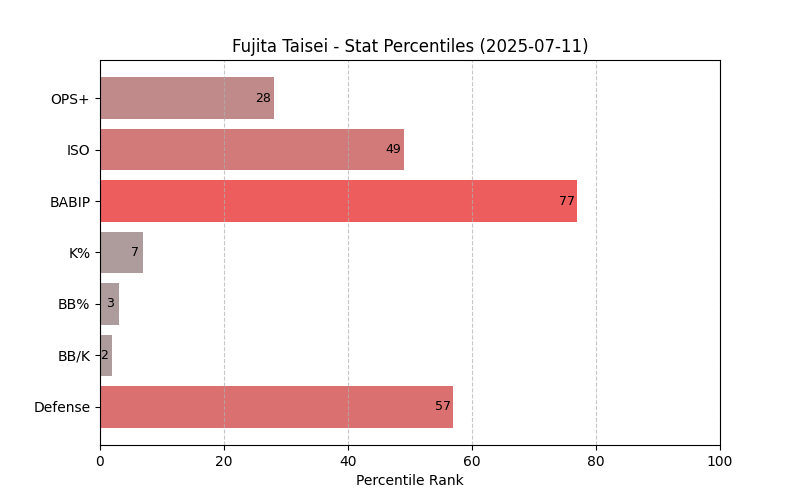 Fujita Taisei - Stat Percentiles (2025-07-11)
OPS+ 28
ISO 49
BABIP 77
K% 7
BB% 3
BB/K 2
Defense 57
0 20 40 60 80 100
Percentile Rank